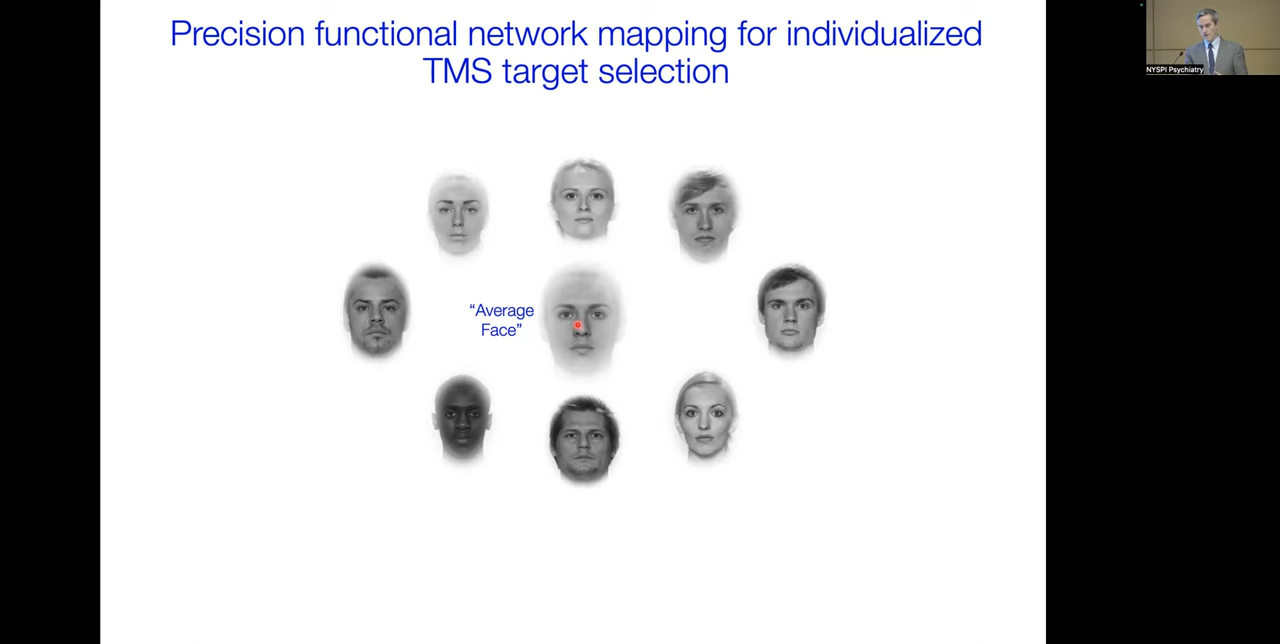 Precision functional network mapping for individualized
TMS target selection
“Average
Face”
NYSPI Psychiatry